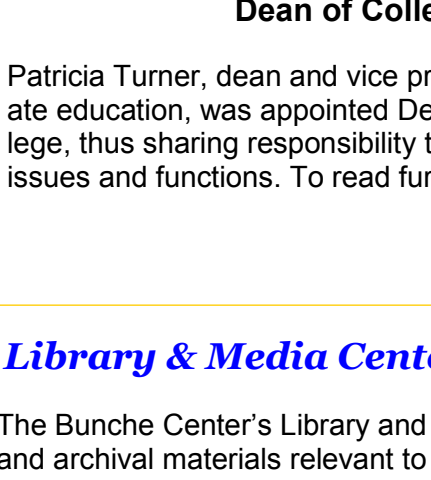 Dean of Colle
Patricia Turner, dean and vice pr
ate education, was appointed De
lege, thus sharing responsibility t
issues and functions. To read fur
Library & Media Cente
The Bunche Center's Library and
and archival materials relevant to